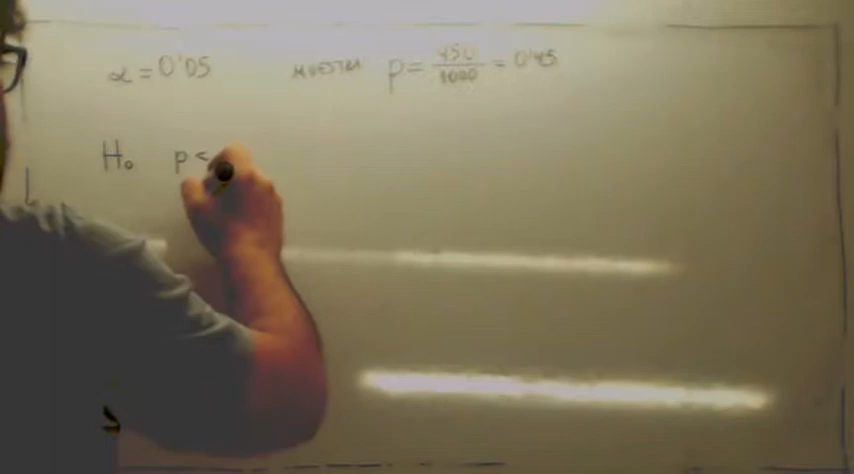 α = 0'05 MUESTRA p = 450/1000 = 0'45
H₀ p <